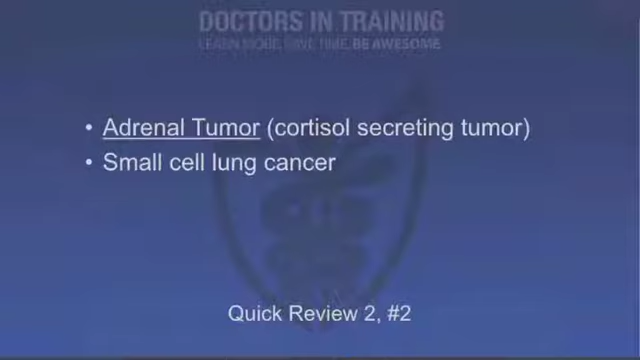 DOCTORS IN TRAINING
LEARN MORE. SAVE TIME. BE AWESOME.
• Adrenal Tumor (cortisol secreting tumor)
• Small cell lung cancer
Quick Review 2, #2